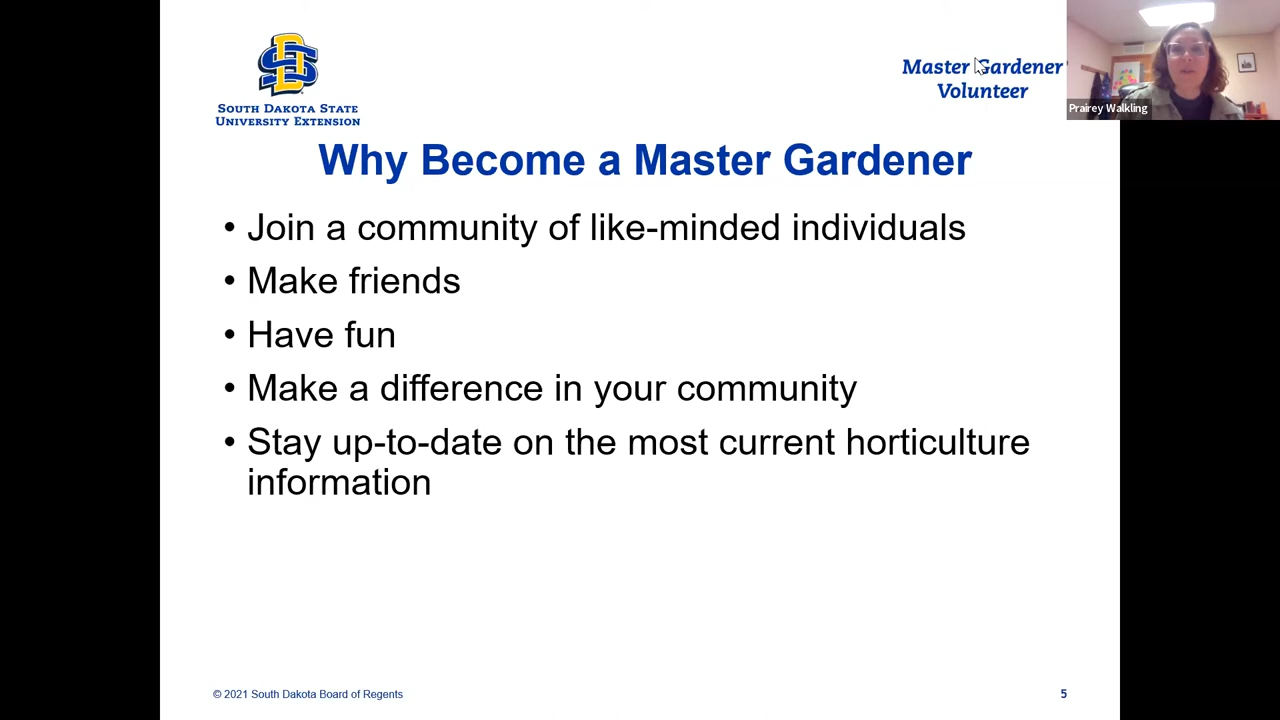 SOUTH DAKOTA STATE
UNIVERSITY EXTENSION
Master Gardener
Volunteer
Prairey Walkling
Why Become a Master Gardener
• Join a community of like-minded individuals
• Make friends
• Have fun
• Make a difference in your community
• Stay up-to-date on the most current horticulture
information
© 2021 South Dakota Board of Regents
5